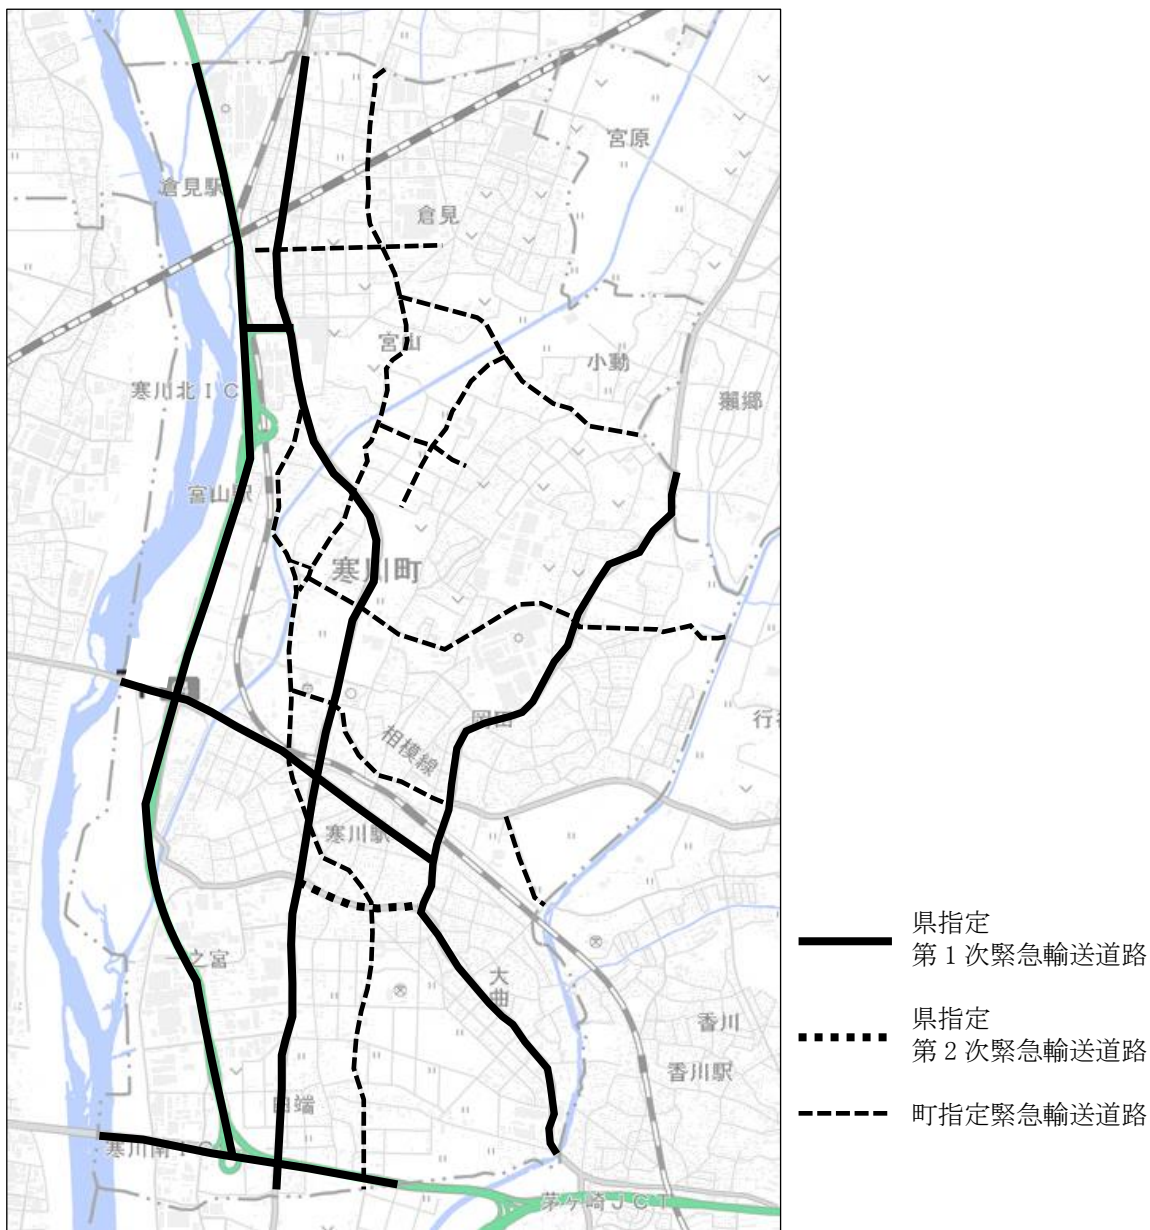 宮原
倉見駅
倉見
宮山
小動
寒川北ＩＣ
獺郷
宮山駅
寒川町
岡田
行
相模線
寒川駅
県指定
第１次緊急輸送道路
一之宮
大曲
県指定
第２次緊急輸送道路
香川
香川駅
田端
町指定緊急輸送道路
寒川南ＩＣ
茅ヶ崎ＪＣＴ